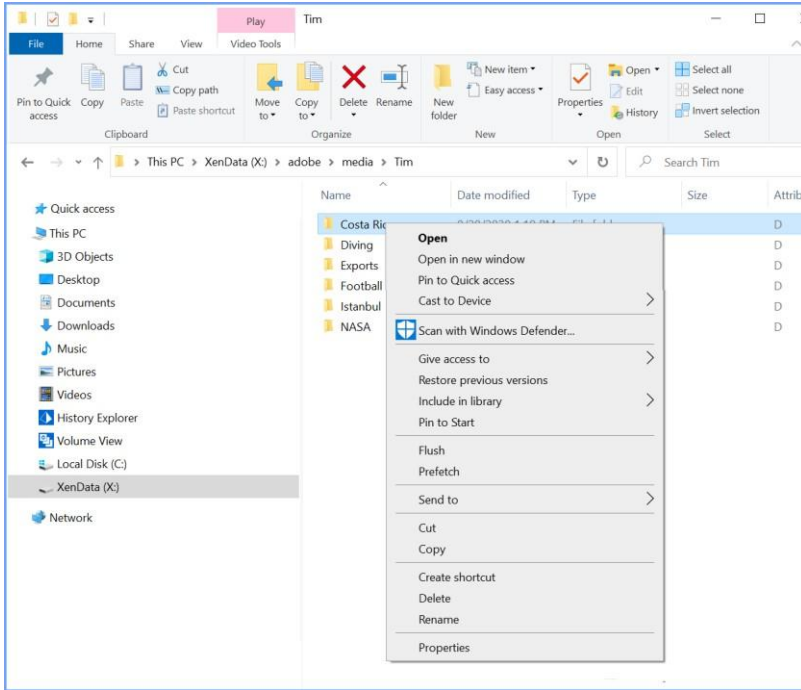 Play Tim
File Home Share View Video Tools
Pin to Quick access
Copy
Paste
Cut
Copy path
Paste shortcut
Clipboard
Move to
Copy to
Delete
Rename
Organize
New folder
New item
Easy access
New
Properties
Open
Edit
History
Open
Select all
Select none
Invert selection
Select
This PC > XenData (X:) > adobe > media > Tim
Search Tim
Name Date modified Type Size Attrib
Quick access
This PC
3D Objects
Desktop
Documents
Downloads
Music
Pictures
Videos
History Explorer
Volume View
Local Disk (C:)
XenData (X:)
Network
Costa Ric D
Diving D
Exports D
Football D
Istanbul D
NASA D
Open
Open in new window
Pin to Quick access
Cast to Device
Scan with Windows Defender...
Give access to
Restore previous versions
Include in library
Pin to Start
Flush
Prefetch
Send to
Cut
Copy
Create shortcut
Delete
Rename
Properties